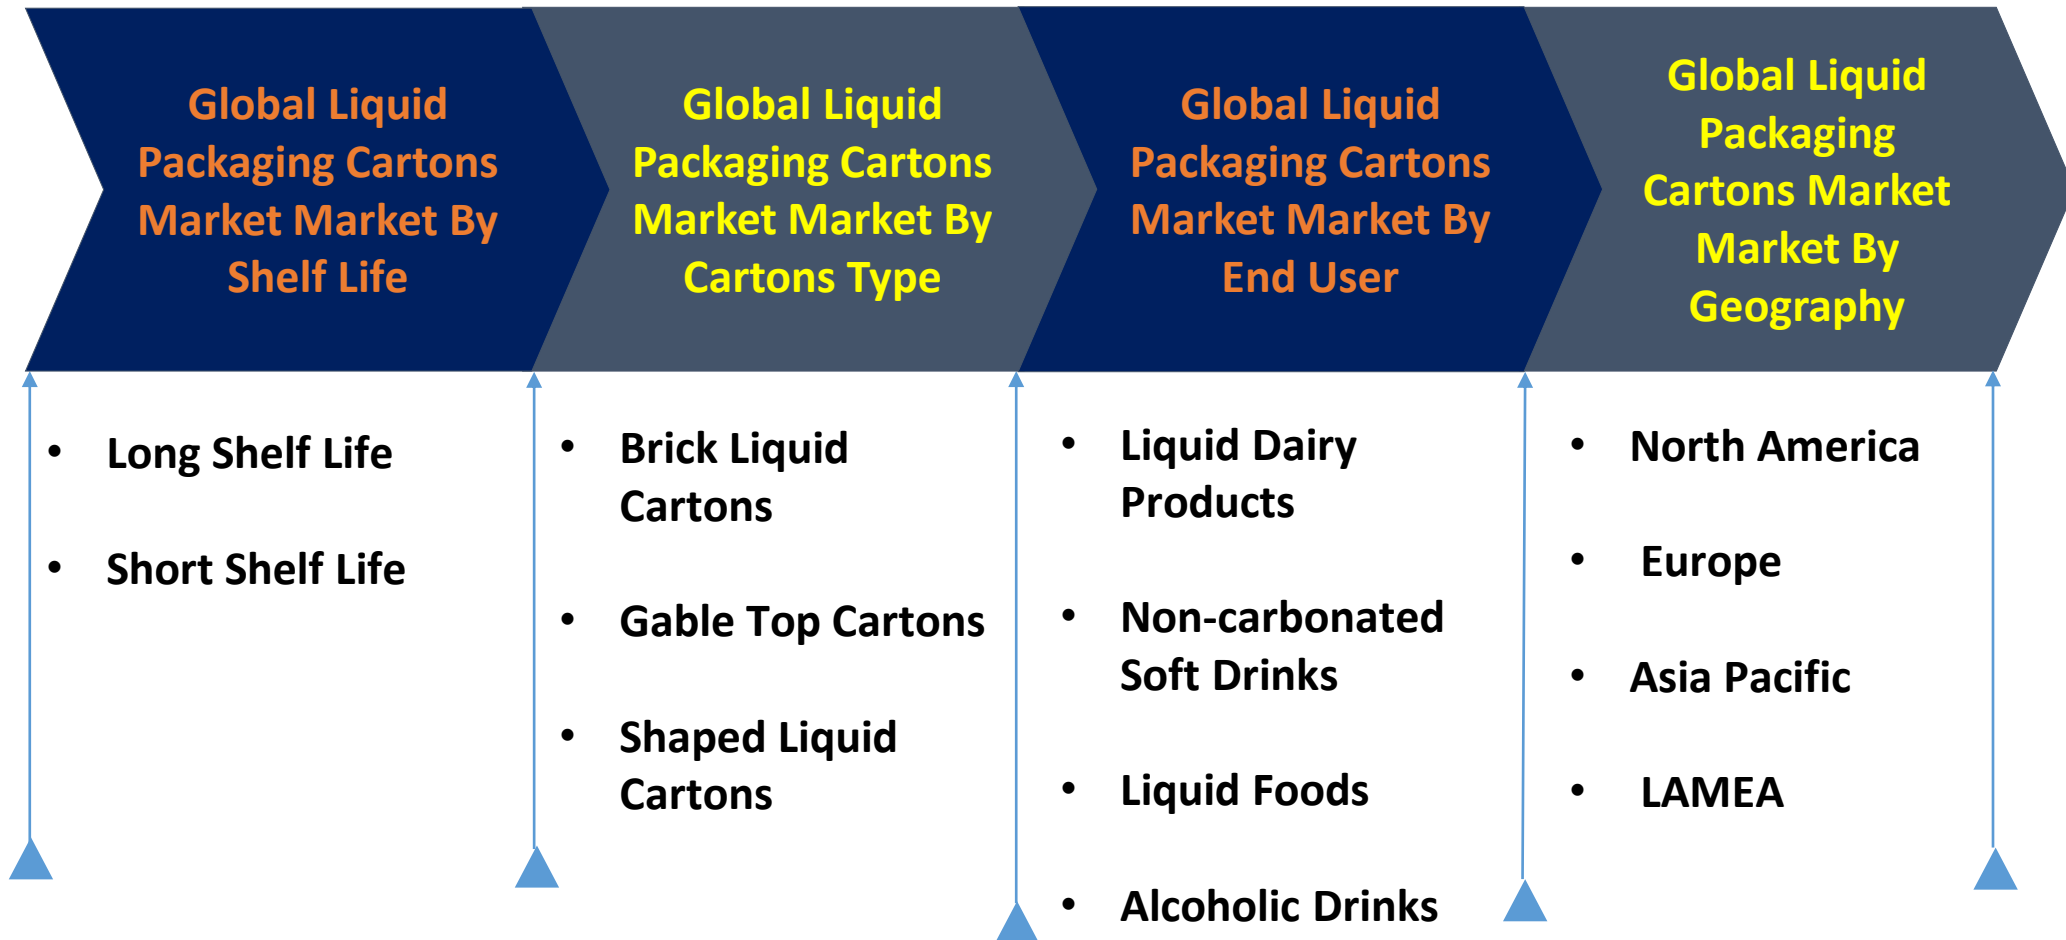 Global Liquid
Packaging Cartons
Market Market By
Shelf Life
Global Liquid
Packaging Cartons
Market Market By
Cartons Type
Global Liquid
Packaging Cartons
Market Market By
End User
Global Liquid
Packaging
Cartons Market
Market By
Geography
• Long Shelf Life
• Short Shelf Life
• Brick Liquid
Cartons
• Gable Top Cartons
• Shaped Liquid
Cartons
• Liquid Dairy
Products
• Non-carbonated
Soft Drinks
• Liquid Foods
• Alcoholic Drinks
• North America
• Europe
• Asia Pacific
• LAMEA